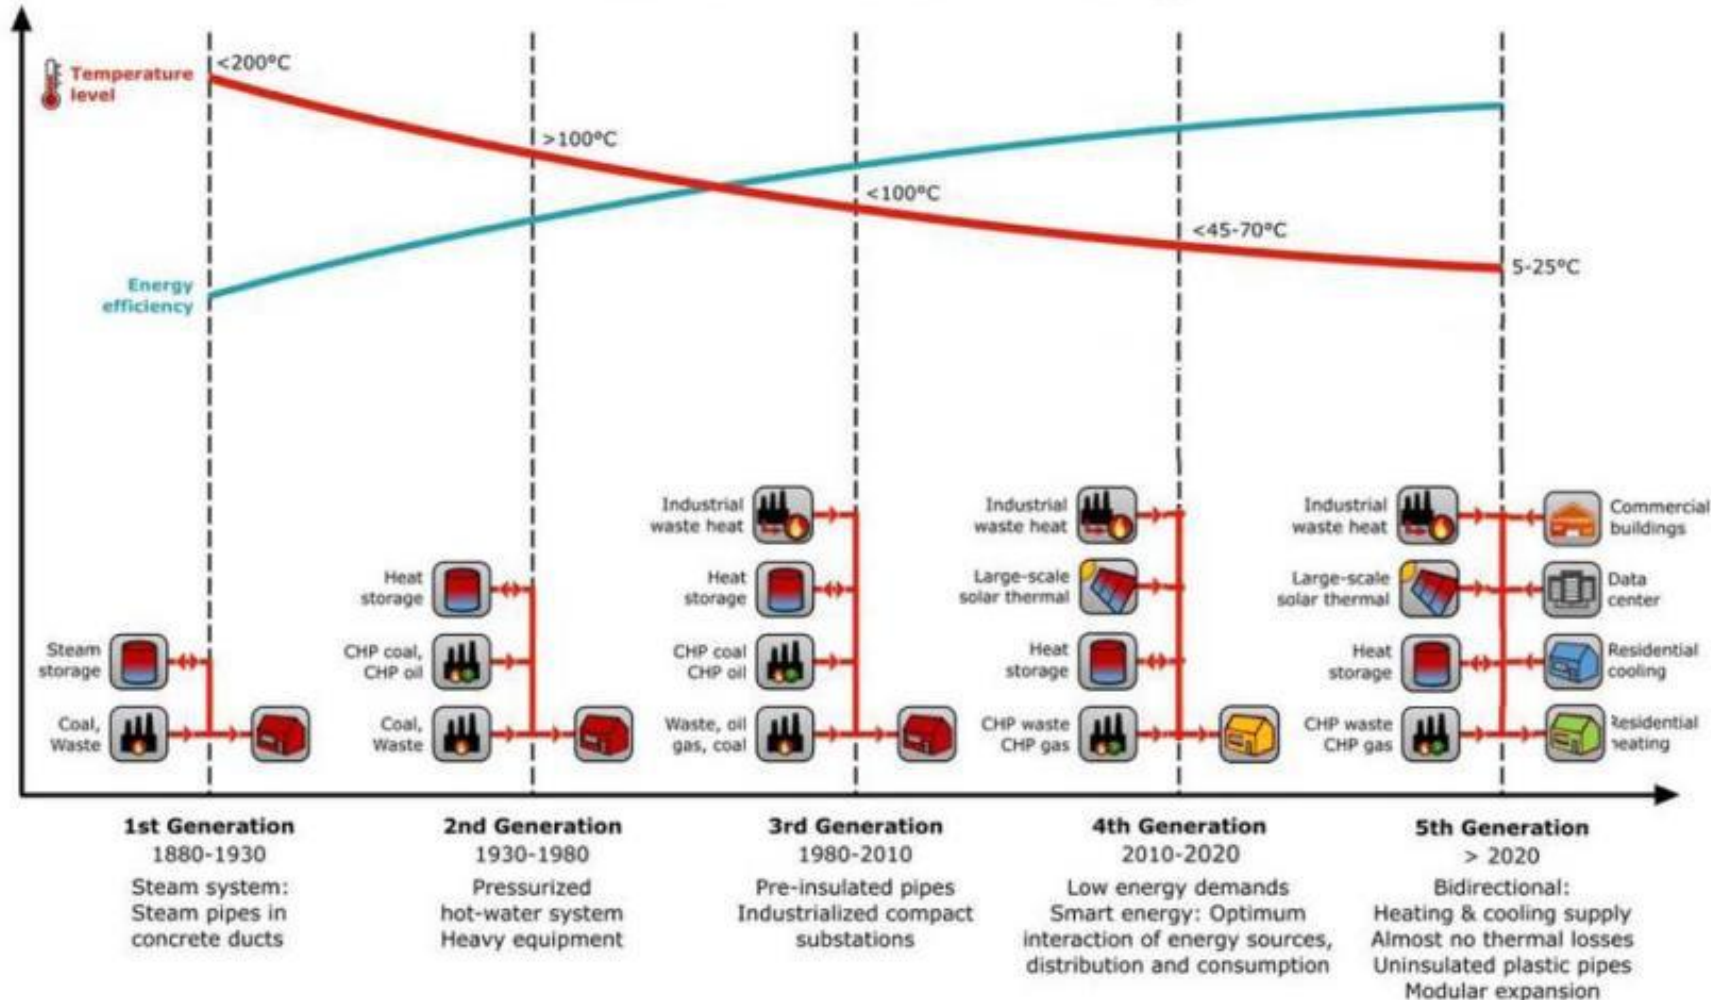 Temperature
level
<200°C
>100°C
<100°C
<45-70°C
5-25°C
Energy
efficiency
Steam
storage
Coal,
Waste
Heat
storage
CHP coal,
CHP oil
Coal,
Waste
Industrial
waste heat
Heat
storage
CHP coal
CHP oil
Waste, oil
gas, coal
Industrial
waste heat
Large-scale
solar thermal
Heat
storage
CHP waste
CHP gas
Industrial
waste heat
Large-scale
solar thermal
Heat
storage
CHP waste
CHP gas
Commercial
buildings
Data
center
Residential
cooling
Residential
heating
1st Generation
1880-1930
Steam system:
Steam pipes in
concrete ducts
2nd Generation
1930-1980
Pressurized
hot-water system
Heavy equipment
3rd Generation
1980-2010
Pre-insulated pipes
Industrialized compact
substations
4th Generation
2010-2020
Low energy demands
Smart energy: Optimum
interaction of energy sources,
distribution and consumption
5th Generation
> 2020
Bidirectional:
Heating & cooling supply
Almost no thermal losses
Uninsulated plastic pipes
Modular expansion